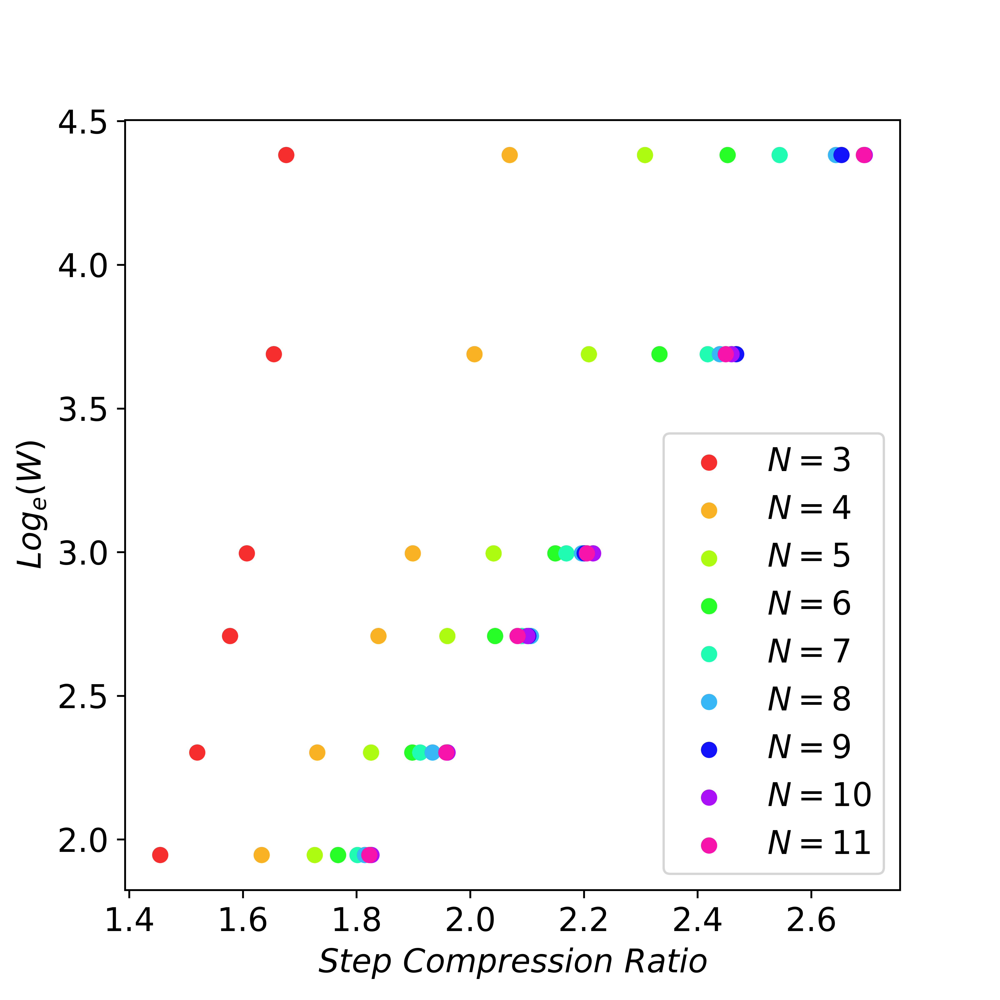 4.5
4.0
3.5
3.0
2.5
2.0
Log_e(W)
N = 3
N = 4
N = 5
N = 6
N = 7
N = 8
N = 9
N = 10
N = 11
1.4 1.6 1.8 2.0 2.2 2.4 2.6
Step Compression Ratio